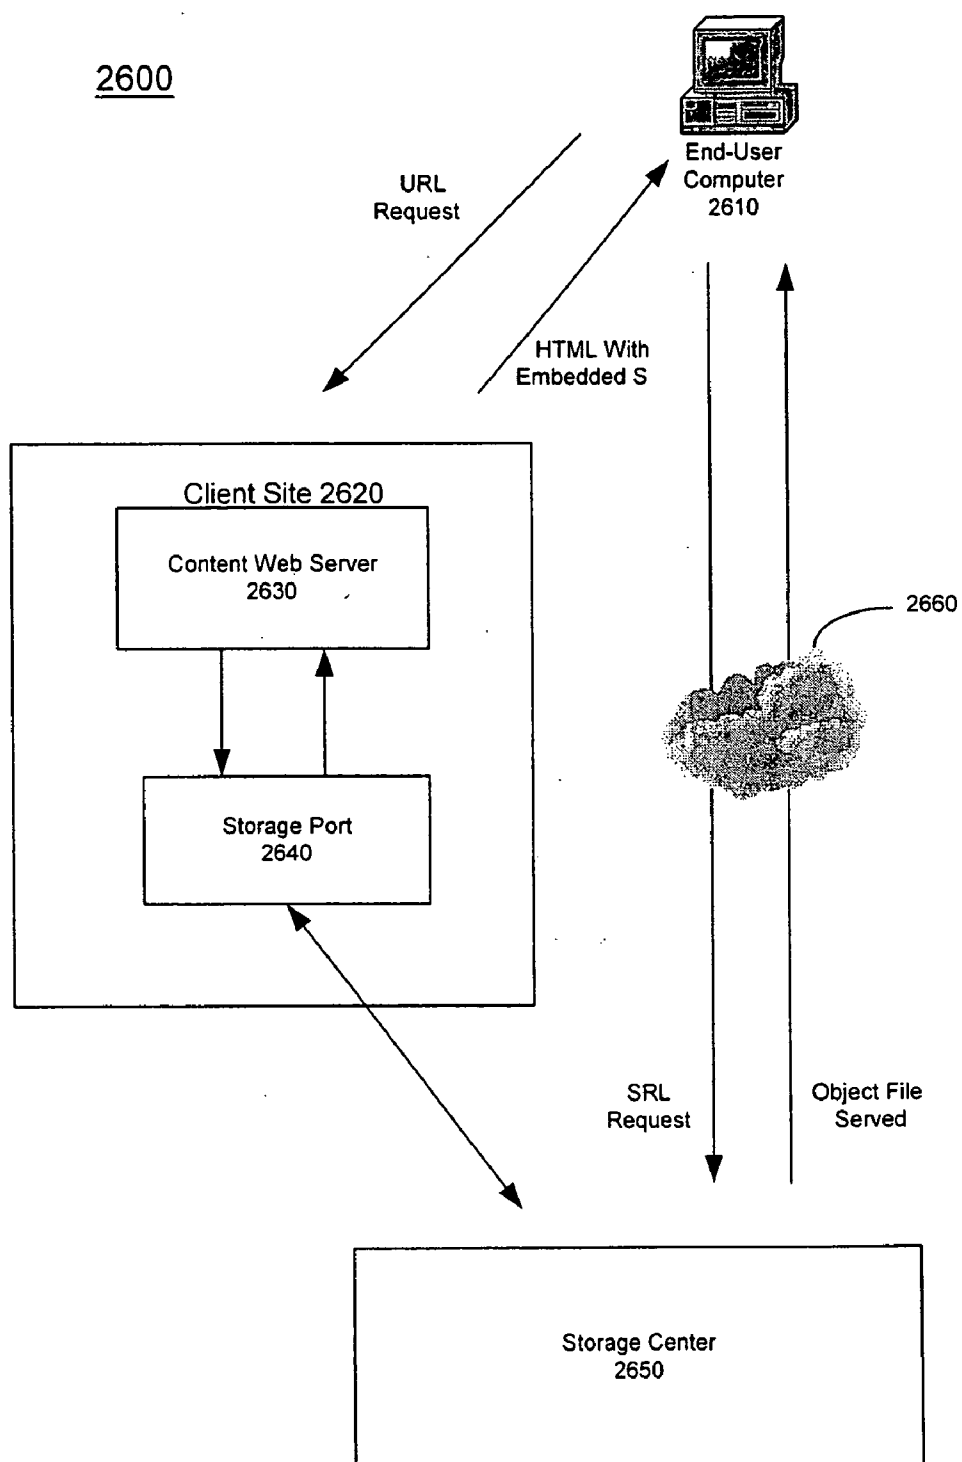 2600
End-User
Computer
2610
URL
Request
HTML With
Embedded S
Client Site 2620
Content Web Server
2630
2660
Storage Port
2640
SRL
Request
Object File
Served
Storage Center
2650